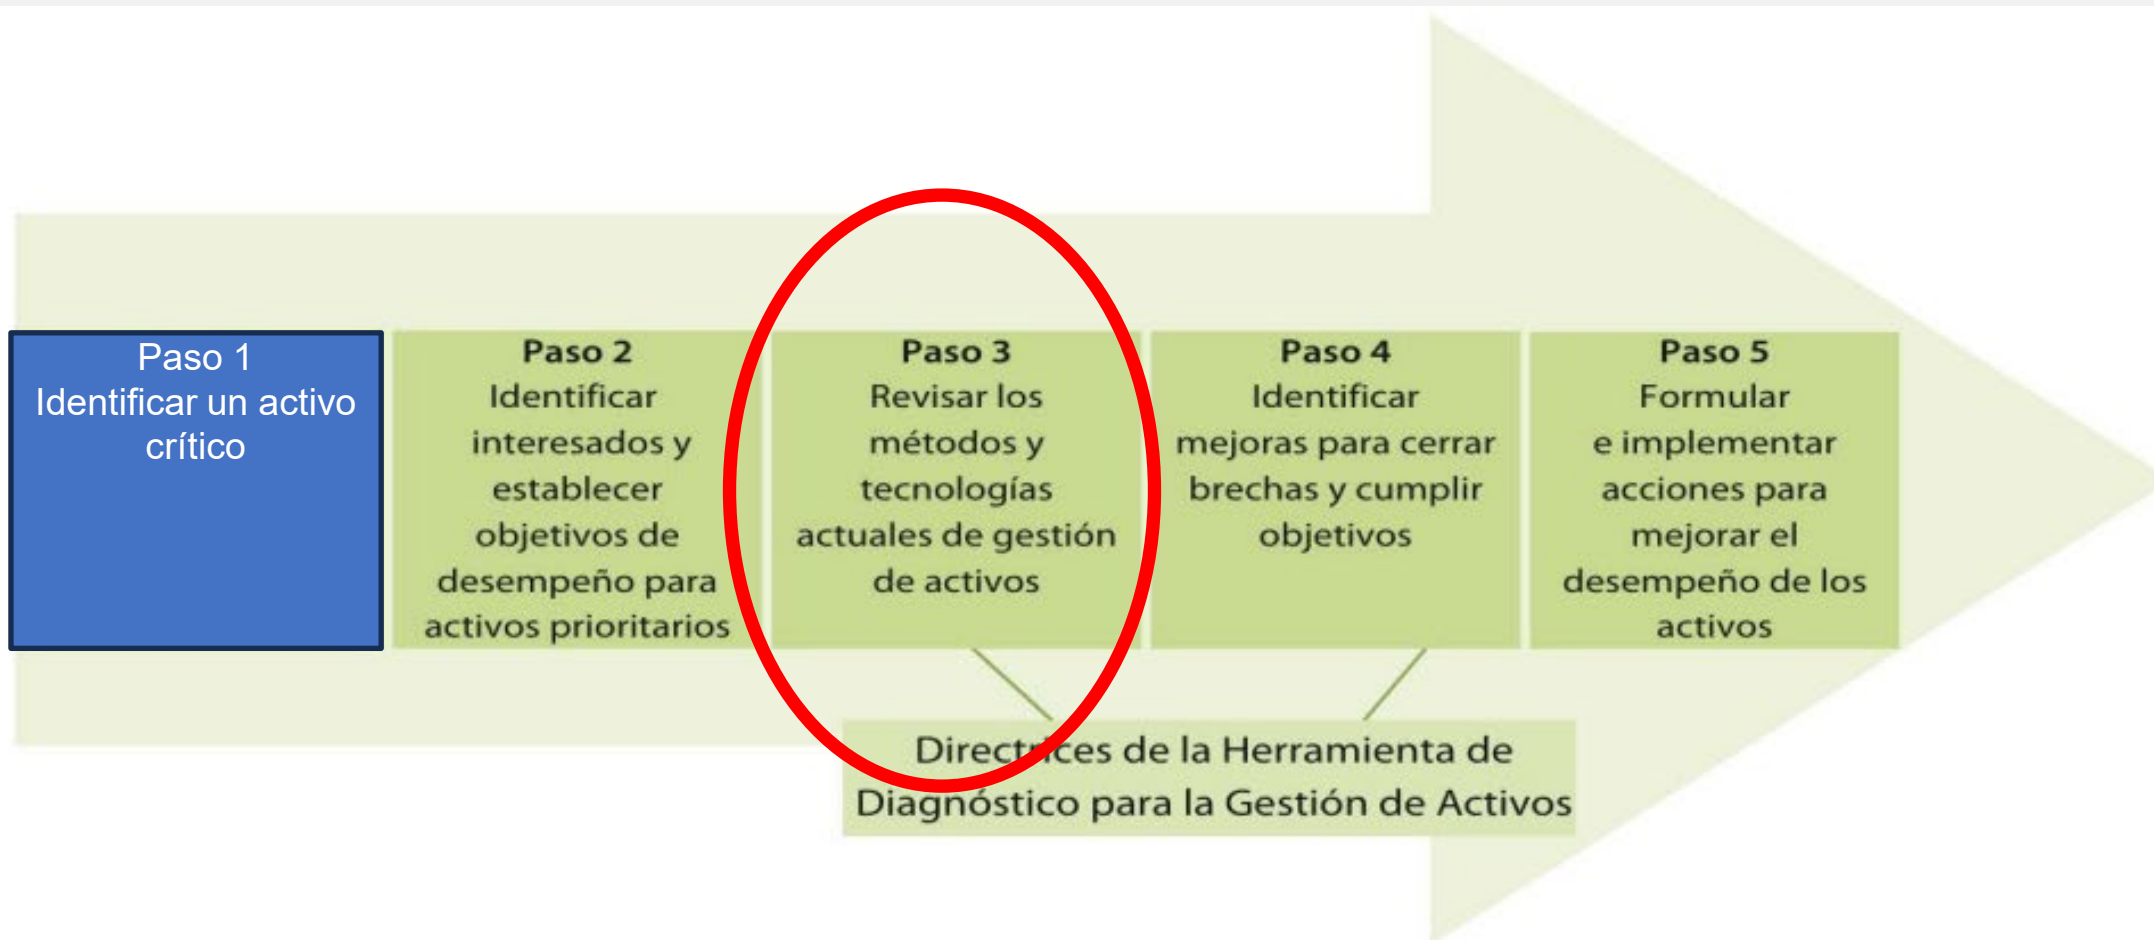 Paso 1
Identificar un activo
crítico
Paso 2
Identificar
interesados y
establecer
objetivos de
desempeño para
activos prioritarios
Paso 3
Revisar los
métodos y
tecnologías
actuales de gestión
de activos
Paso 4
Identificar
mejoras para cerrar
brechas y cumplir
objetivos
Paso 5
Formular
e implementar
acciones para
mejorar el
desempeño de los
activos
Directrices de la Herramienta de
Diagnóstico para la Gestión de Activos